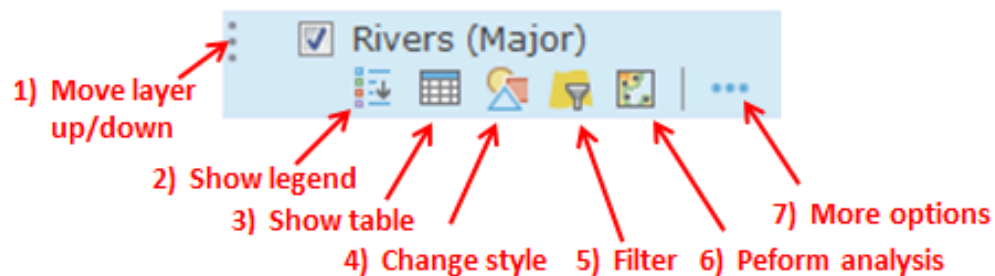 Rivers (Major)
1) Move layer
up/down
2) Show legend
3) Show table
7) More options
4) Change style
5) Filter
6) Peform analysis